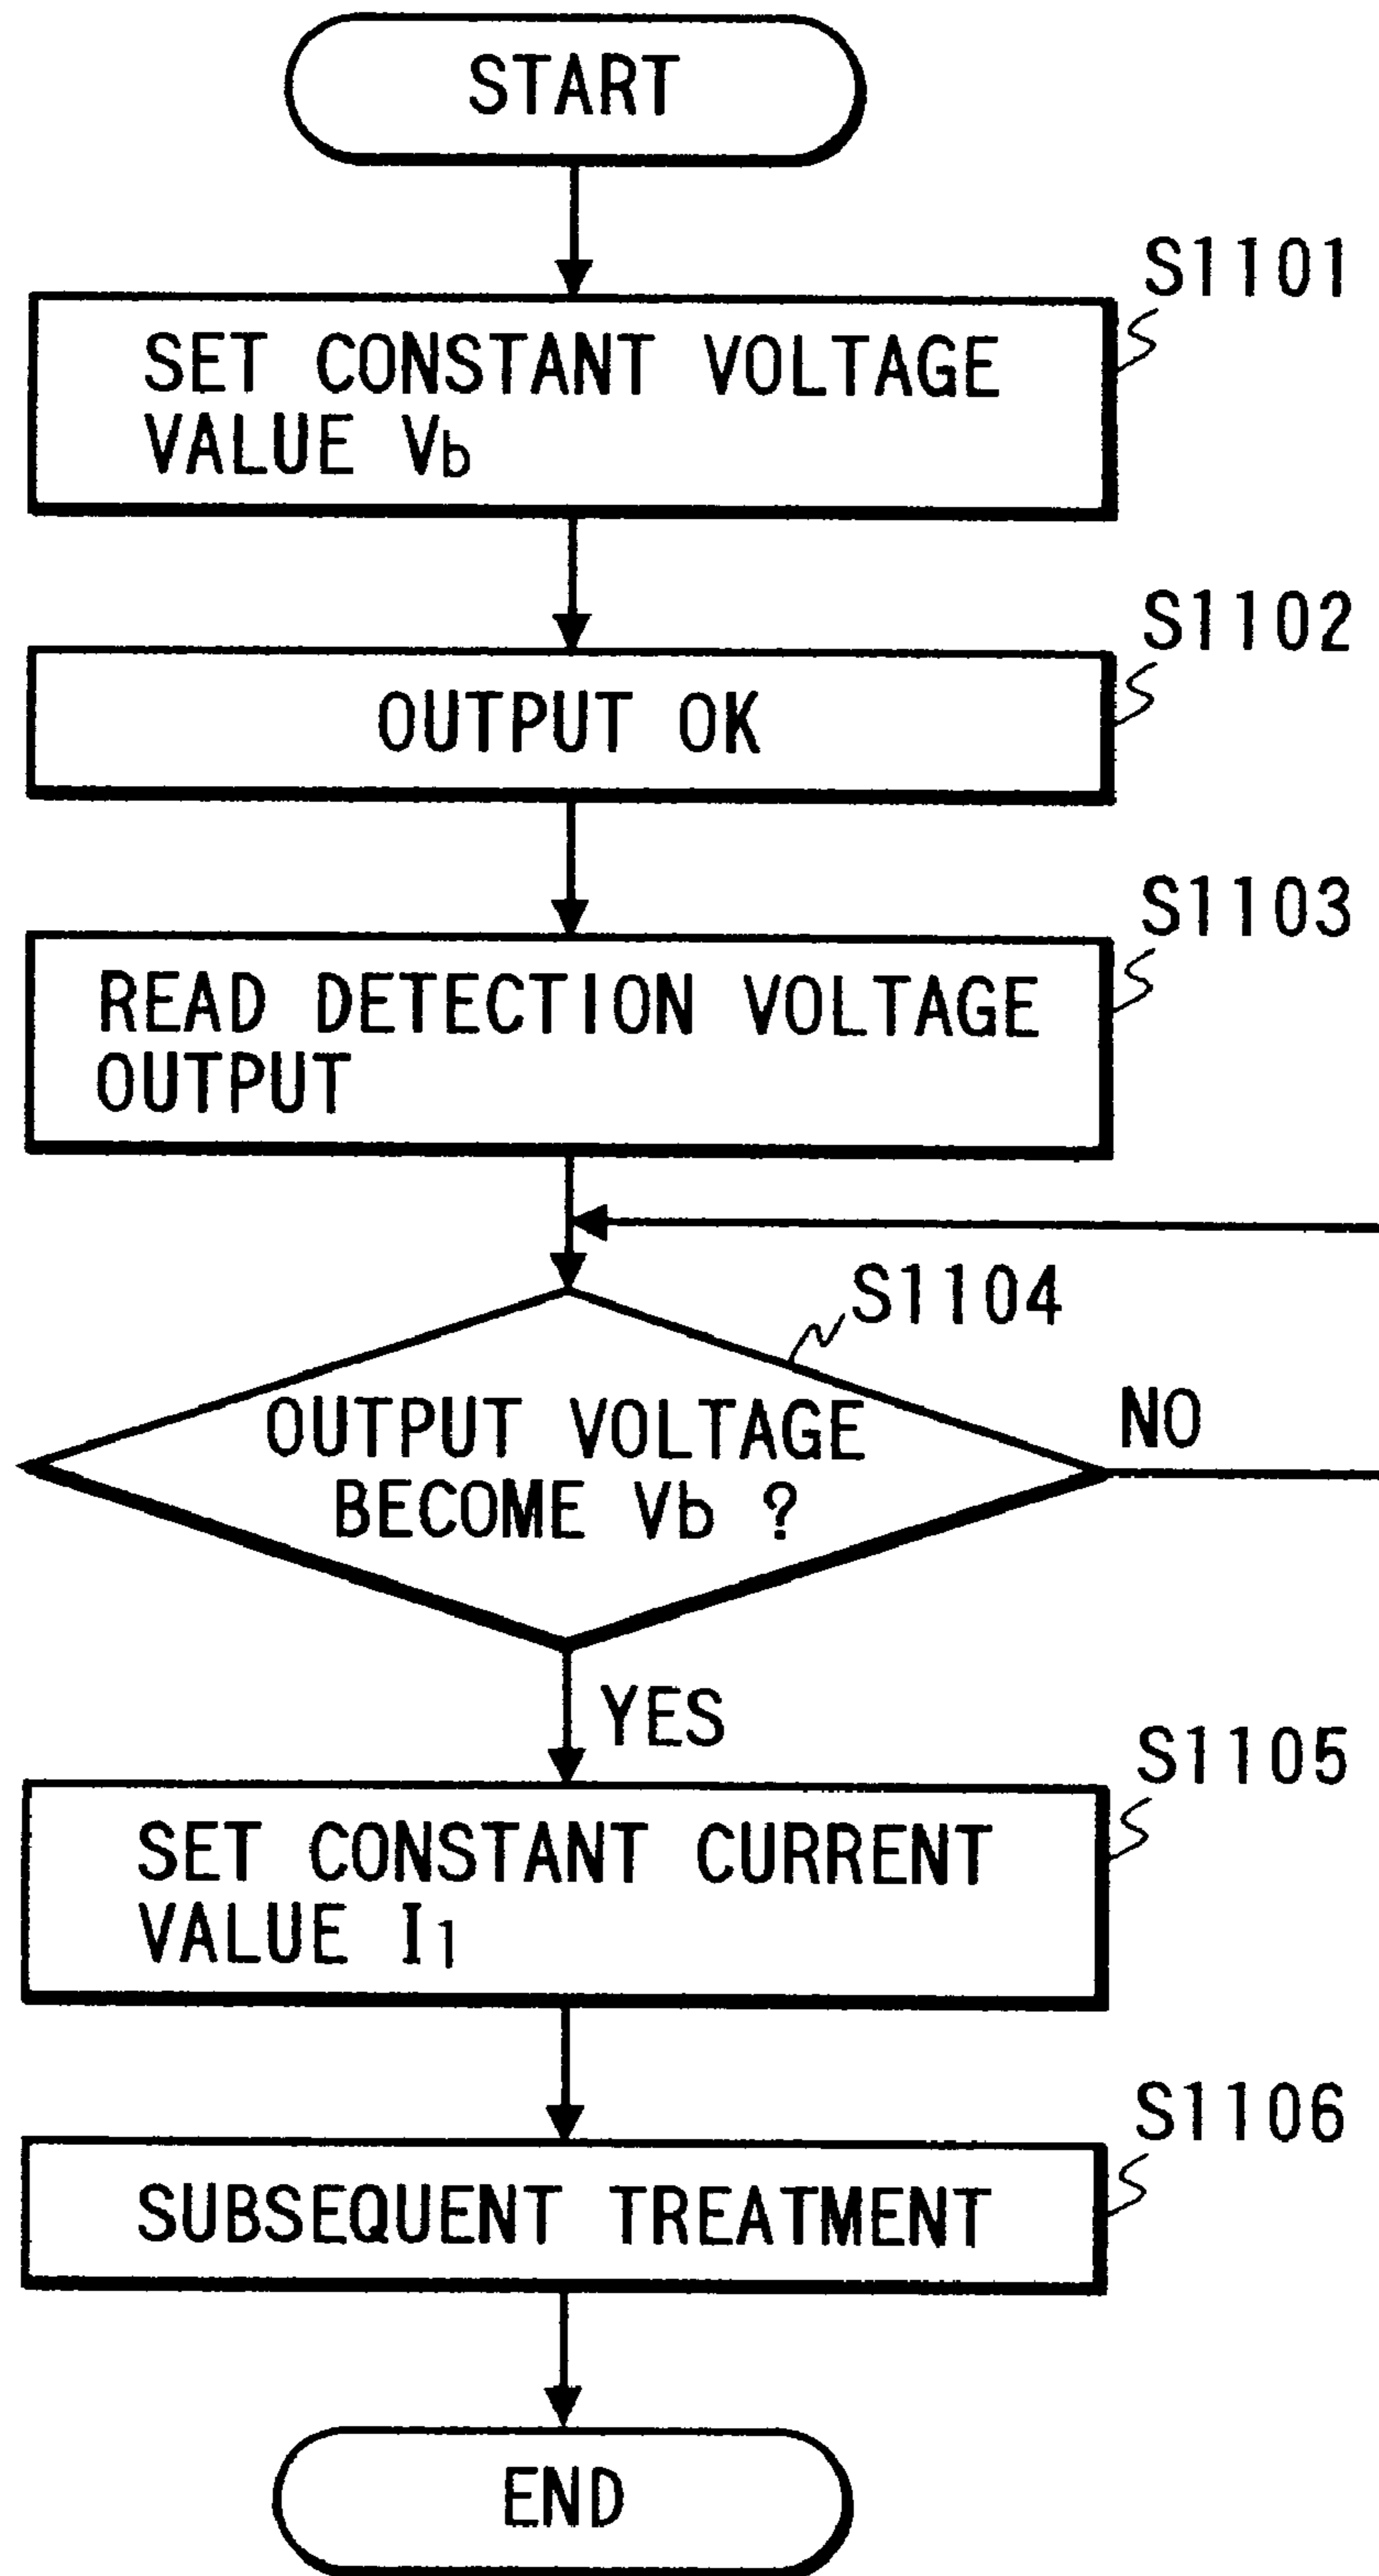 START
S1101
SET CONSTANT VOLTAGE
VALUE Vb
S1102
OUTPUT OK
S1103
READ DETECTION VOLTAGE
OUTPUT
S1104
OUTPUT VOLTAGE
BECOME Vb ?
NO
YES
S1105
SET CONSTANT CURRENT
VALUE I1
S1106
SUBSEQUENT TREATMENT
END